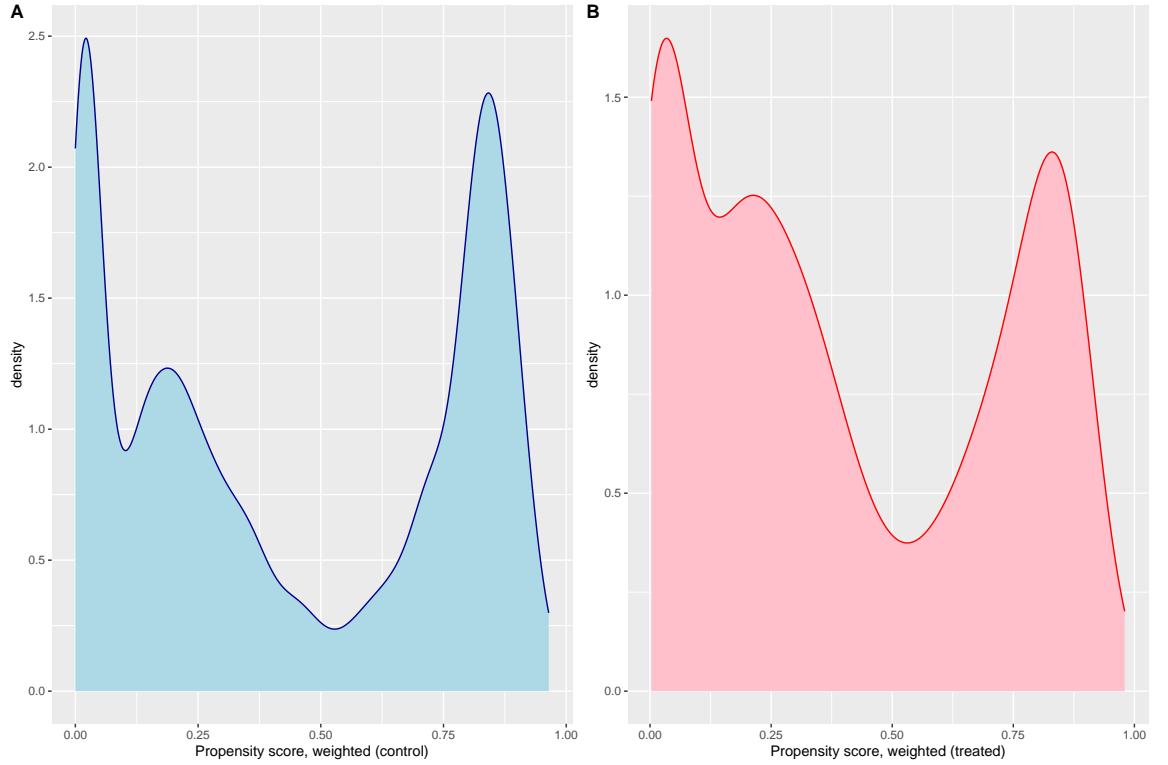 A
2.5
2.0
1.5
1.0
0.5
0.0
density
0.00 0.25 0.50 0.75 1.00
Propensity score, weighted (control)
B
1.5
1.0
0.5
0.0
density
0.00 0.25 0.50 0.75 1.00
Propensity score, weighted (treated)